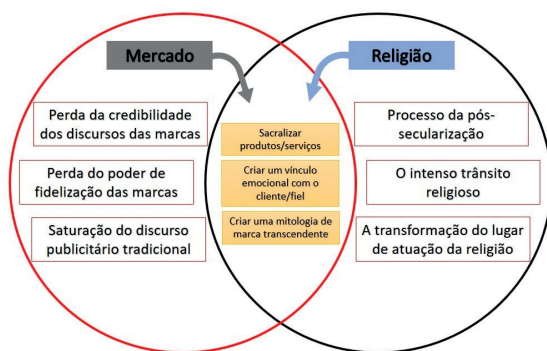 Mercado
Religião
Perda da credibilidade
dos discursos das marcas
Perda do poder de
fidelização das marcas
Saturação do discurso
publicitário tradicional
Sacralizar
produtos/serviços
Criar um vínculo
emocional com o
cliente/fiel
Criar uma mitologia de
marca transcendente
Processo da pós-
secularização
O intenso trânsito
religioso
A transformação do lugar
de atuação da religião